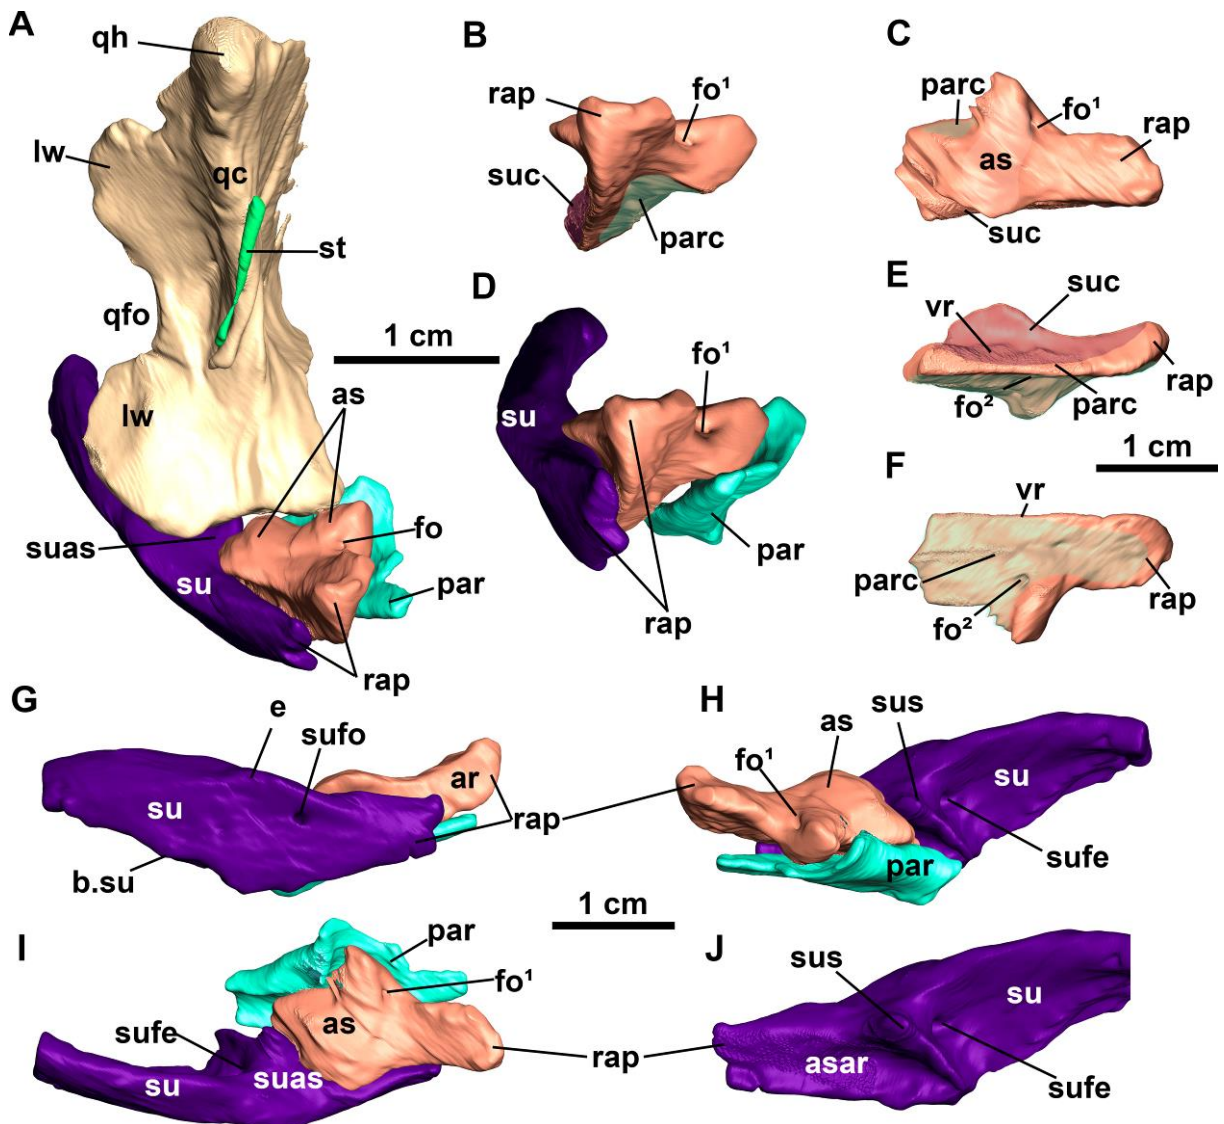 A
qh
lw
qc
st
qfo
lw
1 cm
as
suas
su
fo
par
rap
B
rap
fo¹
suc
parc
C
parc
fo¹
rap
as
suc
D
su
fo¹
par
rap
E
suc
vr
fo²
parc
rap
1 cm
F
vr
parc
fo²
rap
G
e
sufo
su
ar
rap
b.su
H
sus
as
fo¹
su
par
sufe
1 cm
I
par
fo¹
as
sufe
su
suas
rap
J
sus
su
asar
sufe